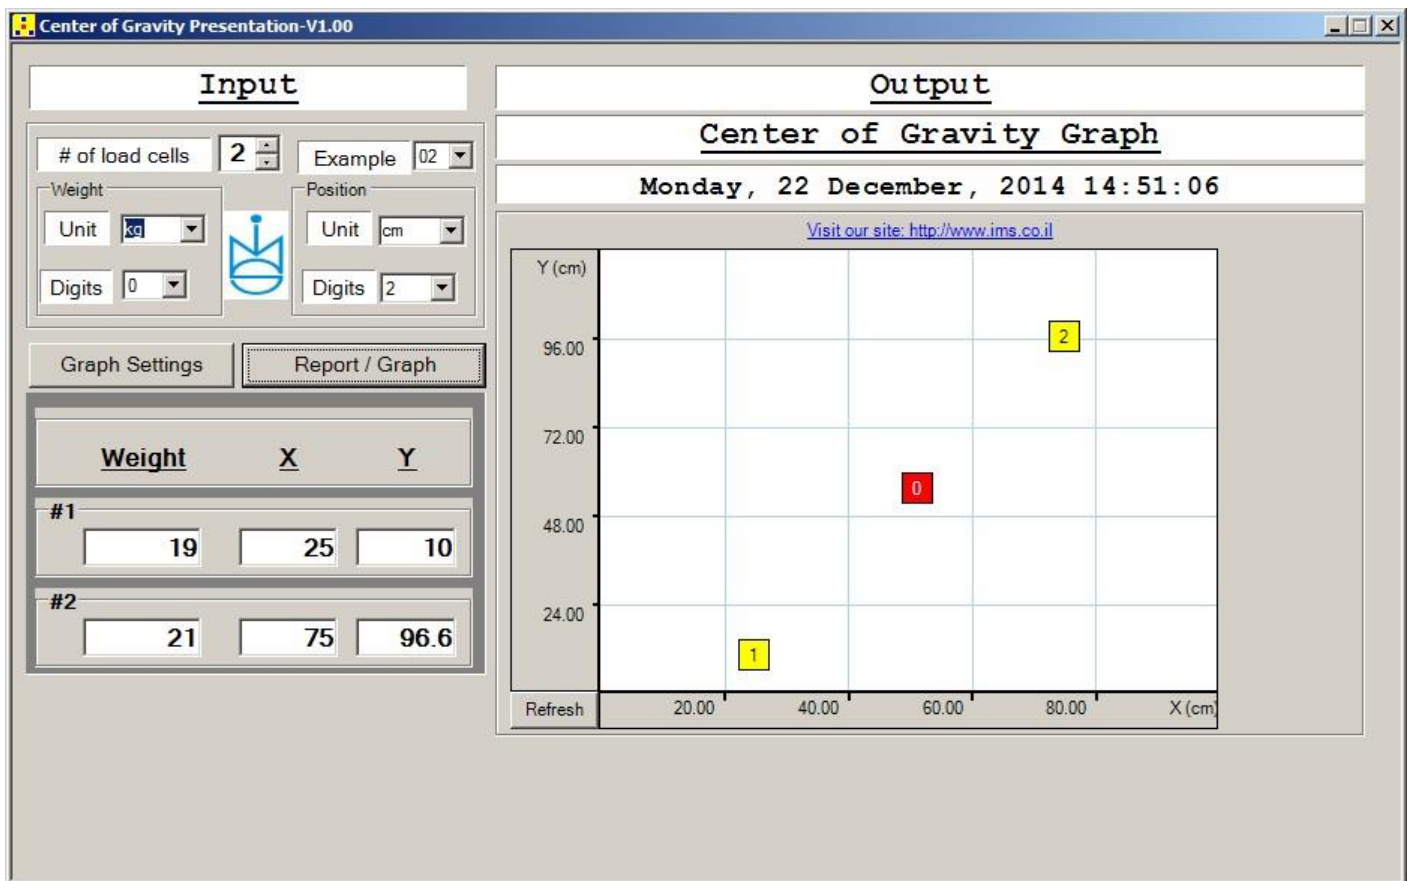 Center of Gravity Presentation-V1.00
Input
# of load cells 2 Example 02
Weight Position
Unit kg Unit cm
Digits 0 Digits 2
Graph Settings Report / Graph
Weight X Y
#1
19 25 10
#2
21 75 96.6
Output
Center of Gravity Graph
Monday, 22 December, 2014 14:51:06
Visit our site: http://www.ims.co.il
Y (cm)
96.00 2
72.00
0
48.00
24.00
1
Refresh 20.00 40.00 60.00 80.00 X (cm)